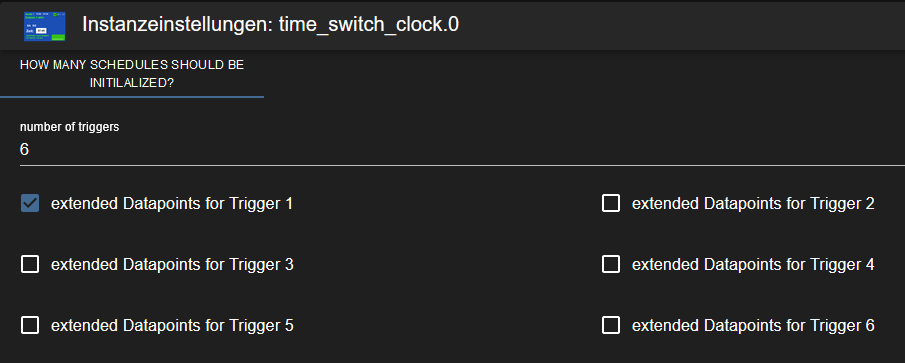 Instanzeinstellungen: time_switch_clock.0
HOW MANY SCHEDULES SHOULD BE
INITILALIZED?
number of triggers
6
extended Datapoints for Trigger 1
extended Datapoints for Trigger 2
extended Datapoints for Trigger 3
extended Datapoints for Trigger 4
extended Datapoints for Trigger 5
extended Datapoints for Trigger 6